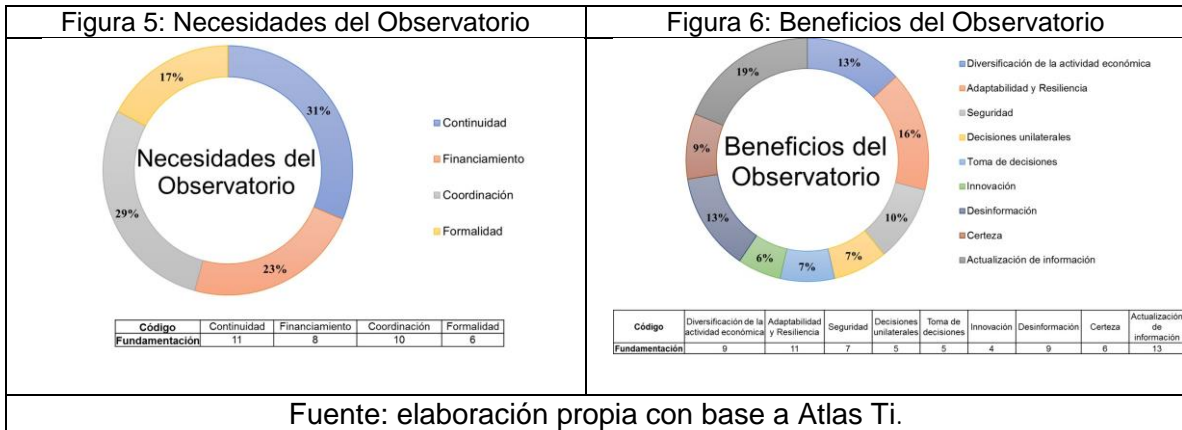 Figura 5: Necesidades del Observatorio
17%
31%
Necesidades del
Observatorio
29%
23%
Continuidad
Financiamiento
Coordinación
Formalidad
Código Continuidad Financiamiento Coordinación Formalidad
Fundamentación 11 8 10 6
Figura 6: Beneficios del Observatorio
19%
13%
16%
9%
Beneficios del
Observatorio
13%
10%
6%
7%
7%
Diversificación de la actividad económica
Adaptabilidad y Resiliencia
Seguridad
Decisiones unilaterales
Toma de decisiones
Innovación
Desinformación
Certeza
Actualización de información
Código Diversificación de la actividad económica Adaptabilidad y Resiliencia Seguridad Decisiones unilaterales Toma de decisiones Innovación Desinformación Certeza Actualización de información
Fundamentación 9 11 7 5 5 4 9 6 13
Fuente: elaboración propia con base a Atlas Ti.